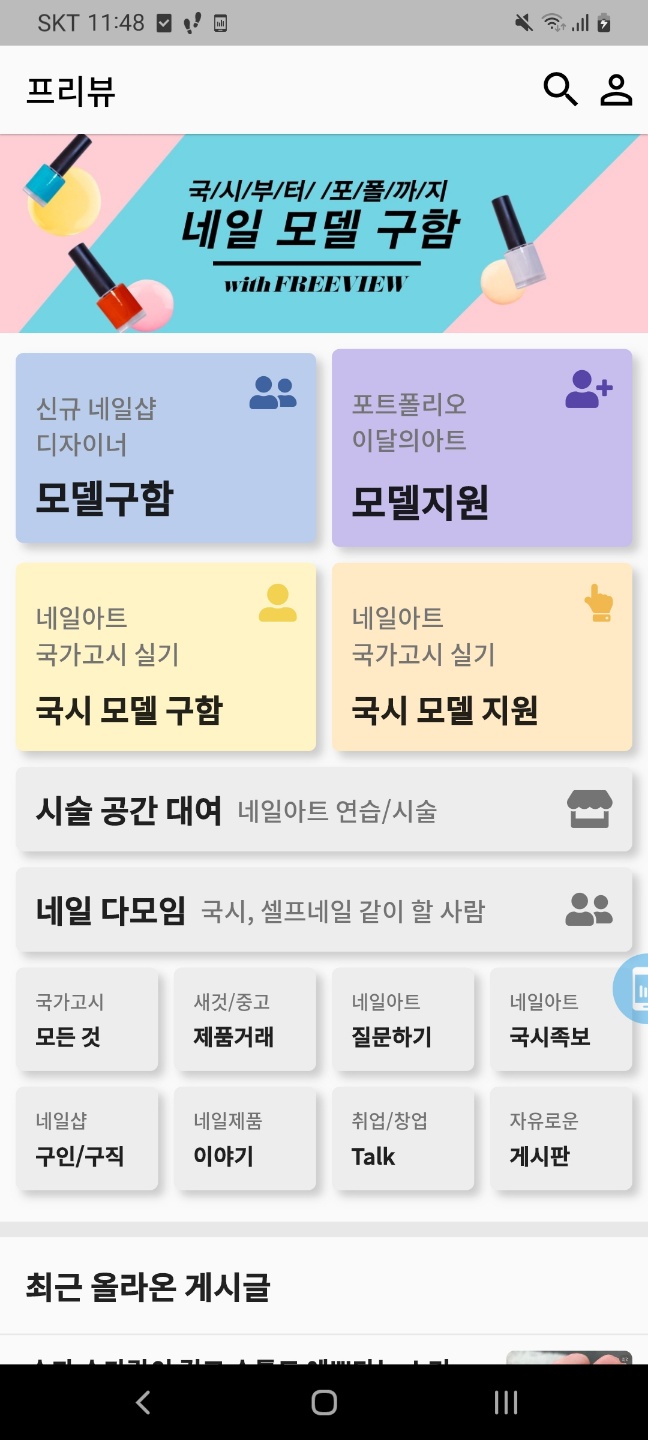 SKT 11:48
프리뷰
국/시/부/터/ /포/폴/까/지
네일 모델 구함
with FREEVIEW
신규 네일샵
디자이너
모델구함
포트폴리오
이달의아트
모델지원
네일아트
국가고시 실기
국시 모델 구함
네일아트
국가고시 실기
국시 모델 지원
시술 공간 대여 네일아트 연습/시술
네일 다모임 국시, 셀프네일 같이 할 사람
국가고시
모든 것
새것/중고
제품거래
네일아트
질문하기
네일아트
국시족보
네일샵
구인/구직
네일제품
이야기
취업/창업
Talk
자유로운
게시판
최근 올라온 게시글